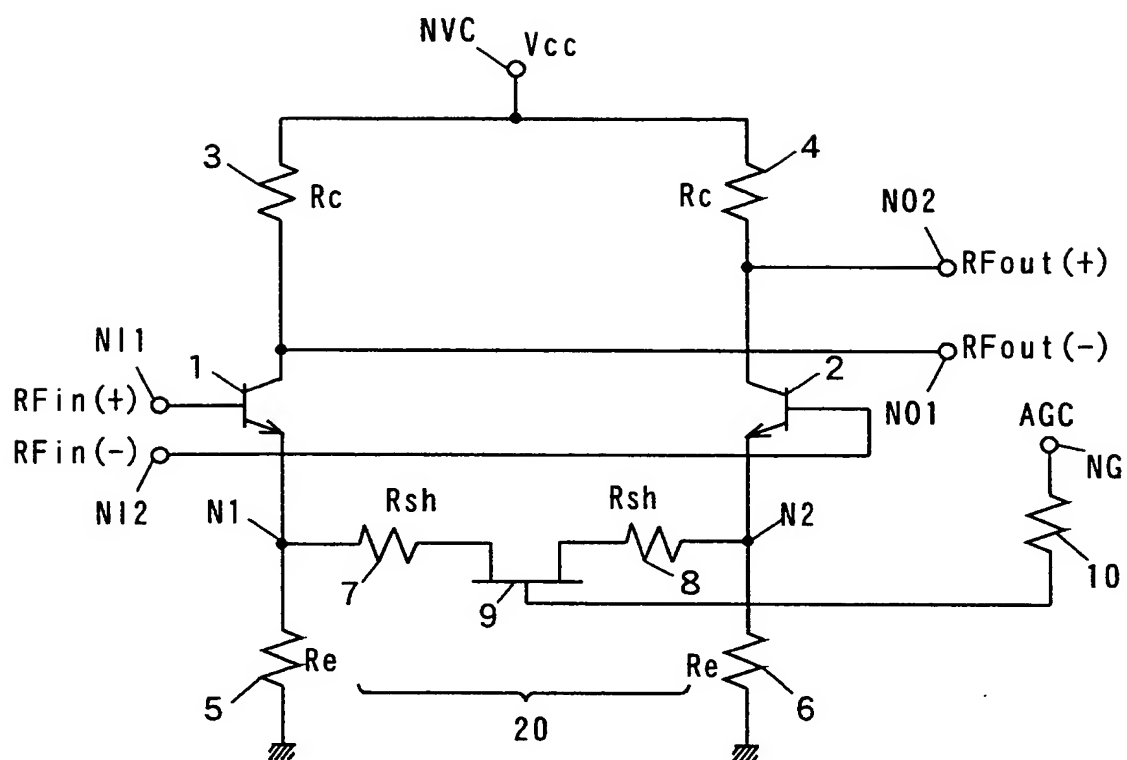 NVC
Vcc
3
Rc
4
Rc
NO2
RFout(+)
NI1
1
RFout(-)
2
RFin(+)
NO1
AGC
RFin(-)
NG
NI2
N1
Rsh
Rsh
N2
7
9
8
10
Re
Re
5
20
6